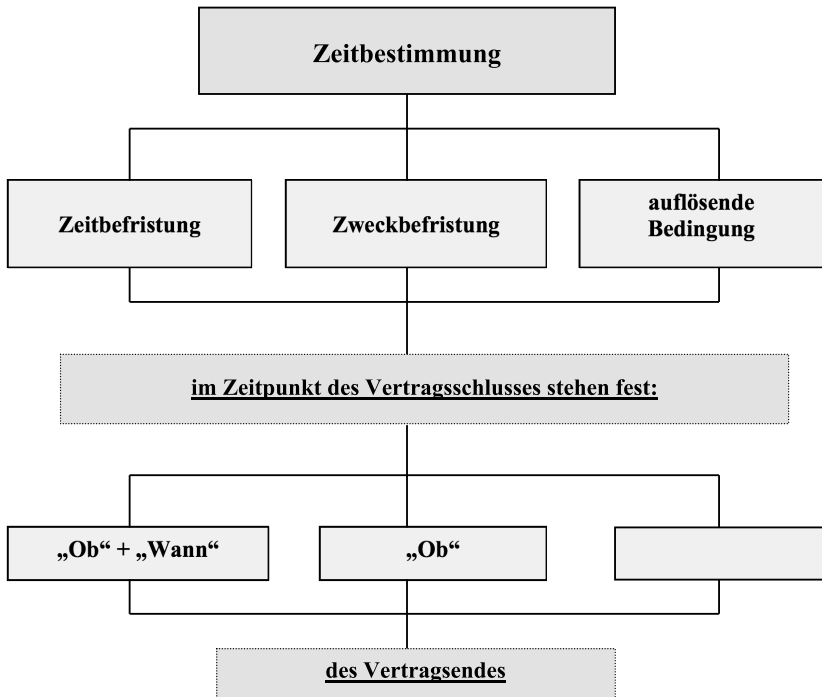 Zeitbestimmung
Zeitbefristung
Zweckbefristung
auflösende
Bedingung
im Zeitpunkt des Vertragsschlusses stehen fest:
„Ob“ + „Wann“
„Ob“
des Vertragsendes